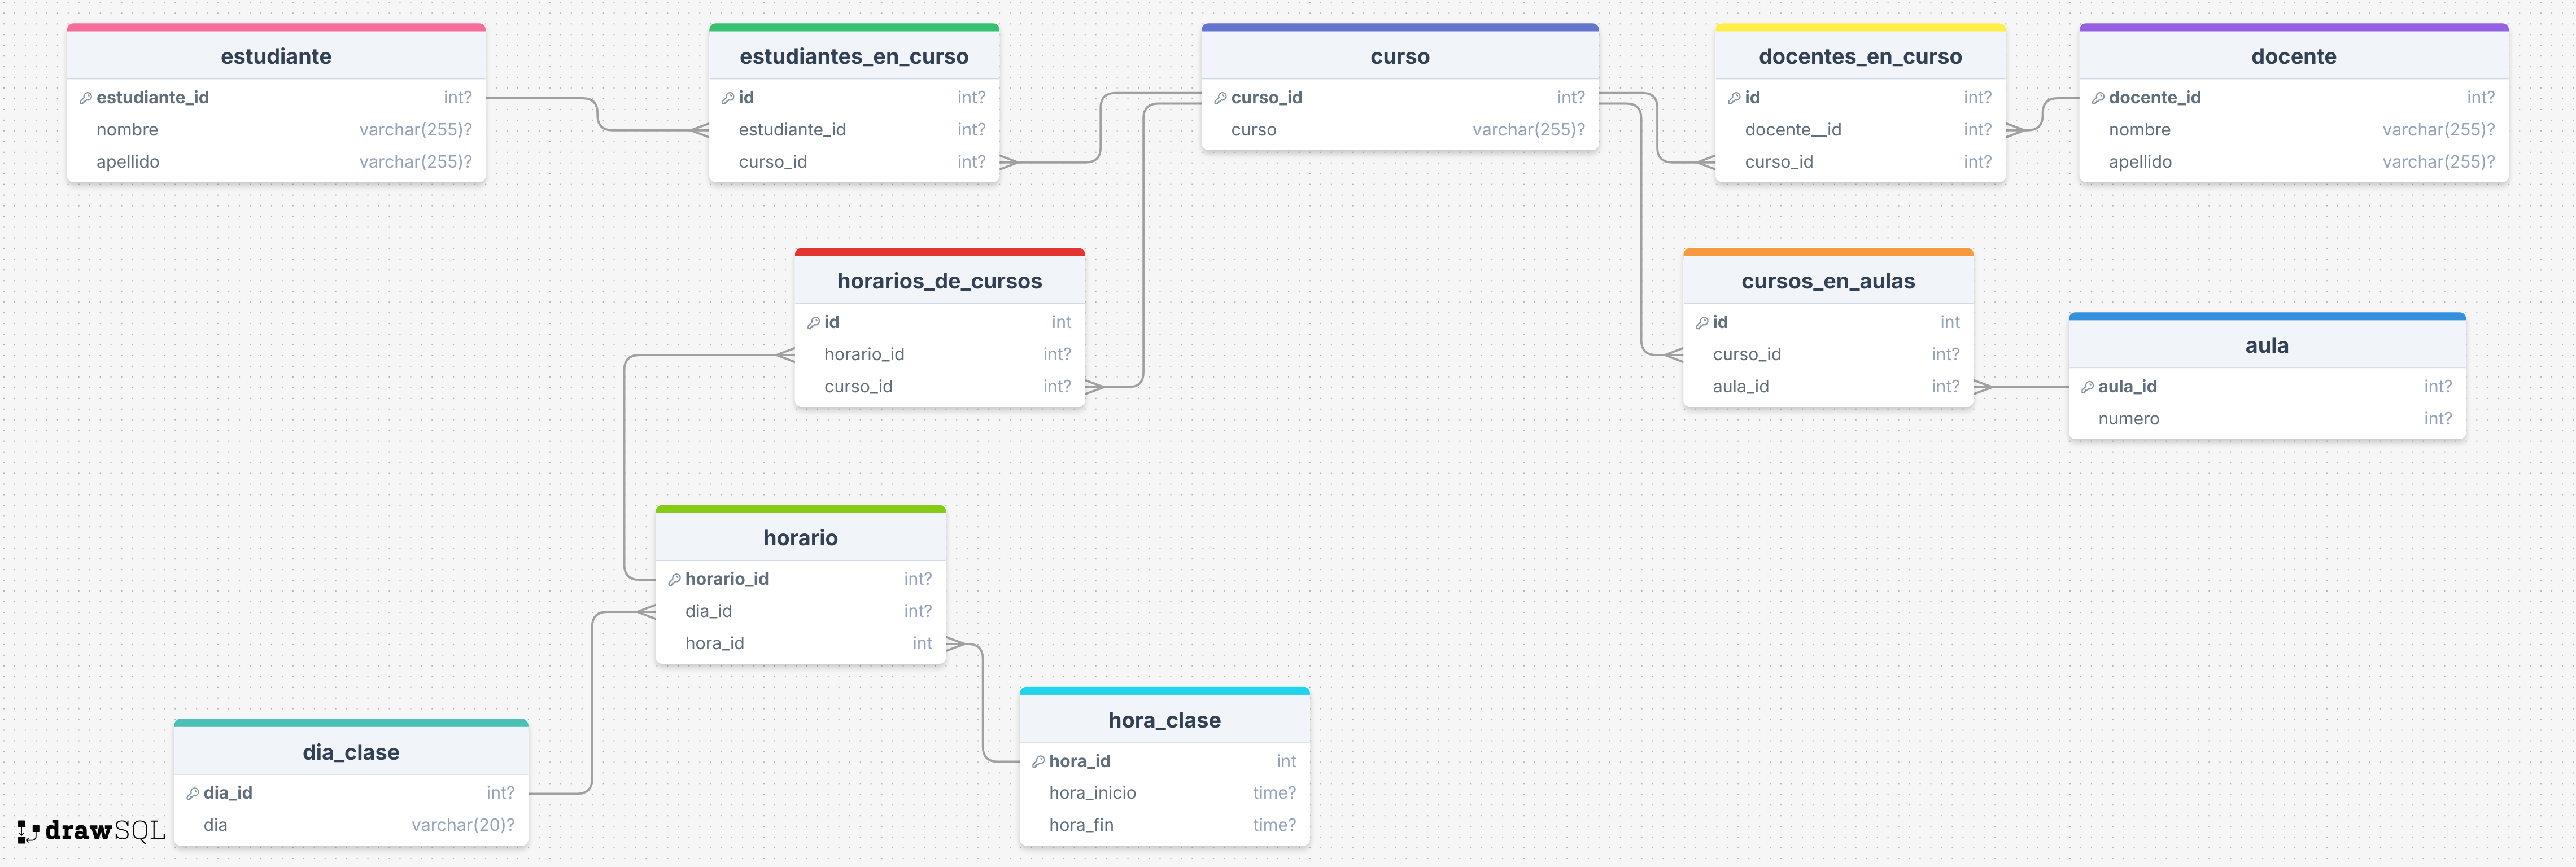 estudiante
estudiante_id int?
nombre varchar(255)?
apellido varchar(255)?
estudiantes_en_curso
id int?
estudiante_id int?
curso_id int?
curso
curso_id int?
curso varchar(255)?
docentes_en_curso
id int?
docente__id int?
curso_id int?
docente
docente_id int?
nombre varchar(255)?
apellido varchar(255)?
horarios_de_cursos
id int
horario_id int?
curso_id int?
cursos_en_aulas
id int
curso_id int?
aula_id int?
aula
aula_id int?
numero int?
horario
horario_id int?
dia_id int?
hora_id int
hora_clase
hora_id int
hora_inicio time?
hora_fin time?
dia_clase
dia_id int?
dia varchar(20)?
drawSQL